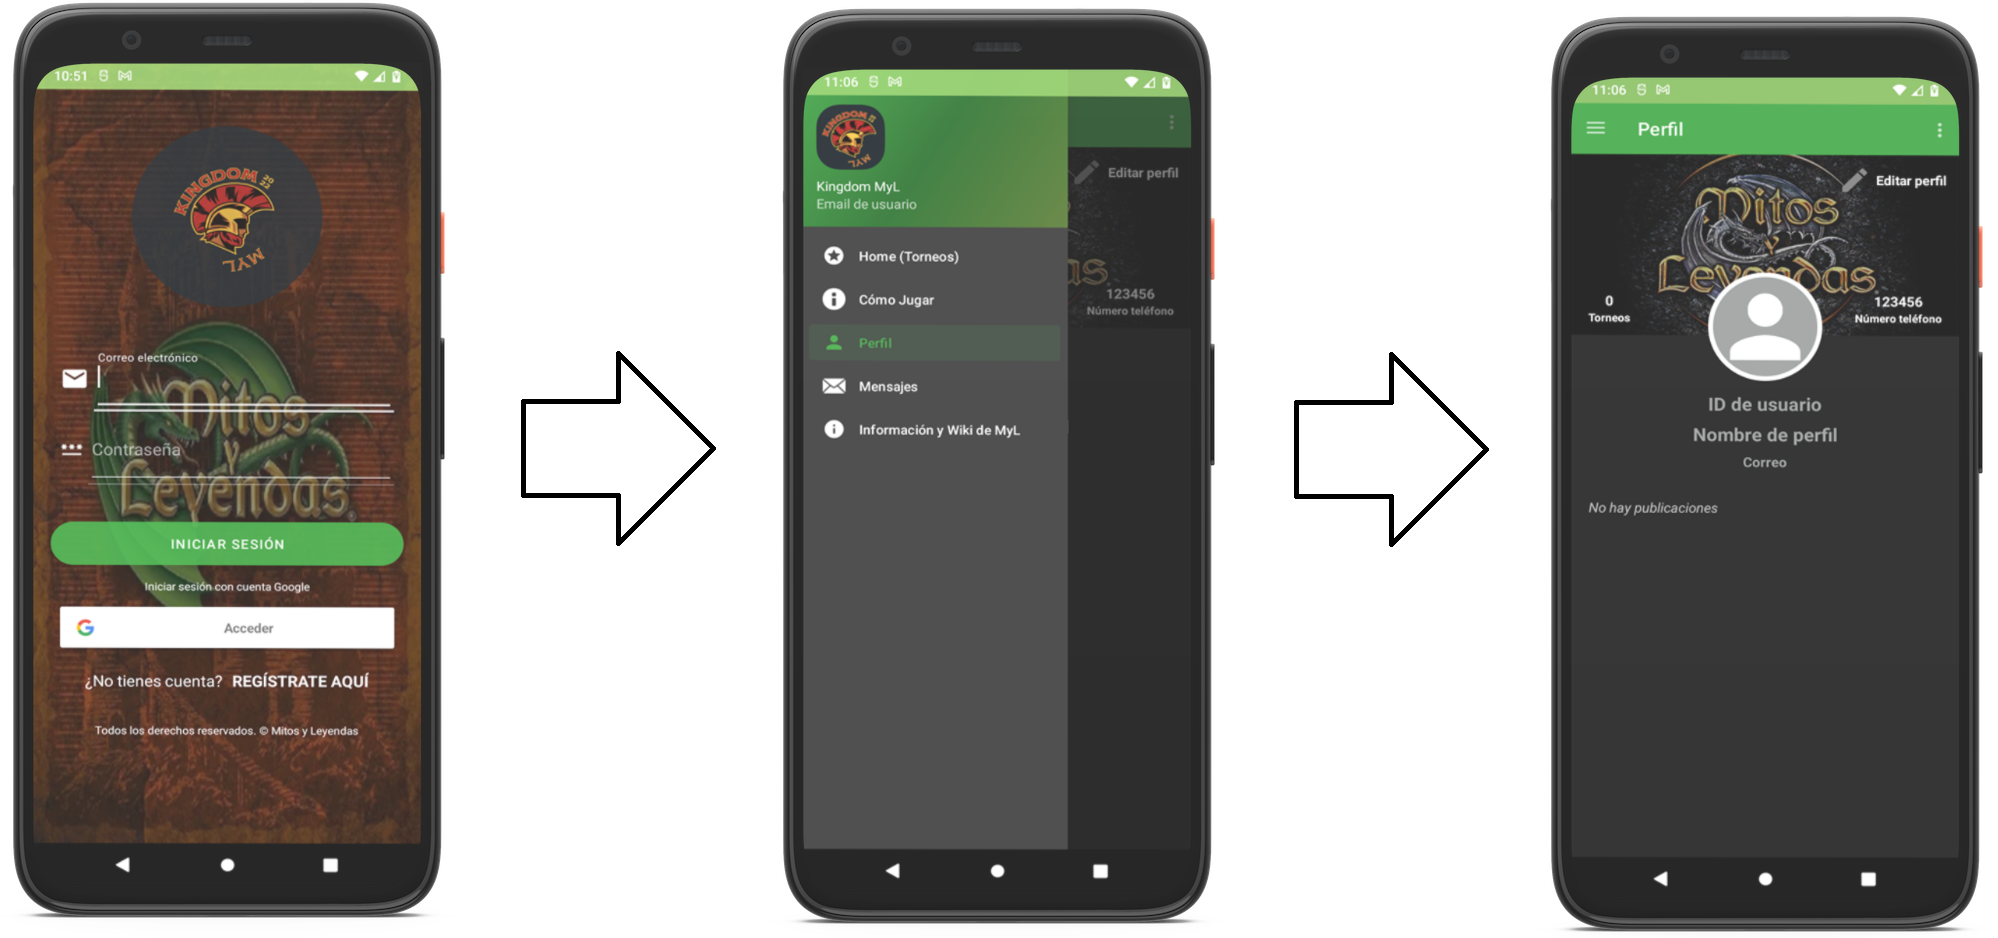 10:51
KINGDOM
2022
MYL
Correo electrónico
Mitos
y
Leyendas
Contraseña
INICIAR SESIÓN
Iniciar sesión con cuenta Google
Acceder
¿No tienes cuenta? REGÍSTRATE AQUÍ
Todos los derechos reservados. © Mitos y Leyendas
11:06
KINGDOM
MYL
Kingdom MyL
Email de usuario
Editar perfil
Home (Torneos)
as
123456
Cómo Jugar
Número teléfono
Perfil
Mensajes
Información y Wiki de MyL
11:06
Perfil
Editar perfil
Mitos
y
Leyendas
0
Torneos
123456
Número teléfono
ID de usuario
Nombre de perfil
Correo
No hay publicaciones